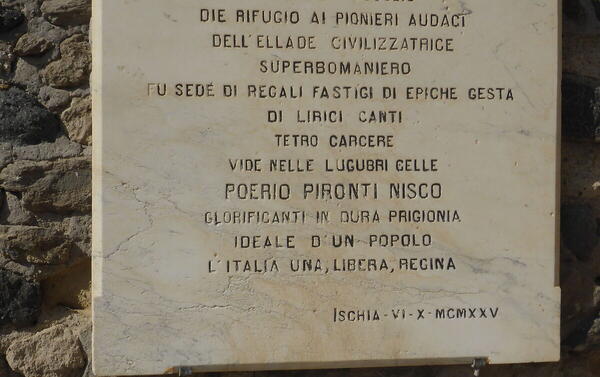 DIE RIFUGIO AI PIONIERI AUDACI
DELL'ELLADE CIVILIZZATRICE
SUPERBOMANIERO
FU SEDE DI REGALI FASTIGI DI EPICHE GESTA
DI LIRICI CANTI
TETRO CARCERE
VIDE NELLE LUGUBRI CELLE
POERIO PIRONTI NISCO
GLORIFICANTI IN DURA PRIGIONIA
IDEALE D'UN POPOLO
L'ITALIA UNA, LIBERA, REGINA
ISCHIA-VI-X-MCMXXV